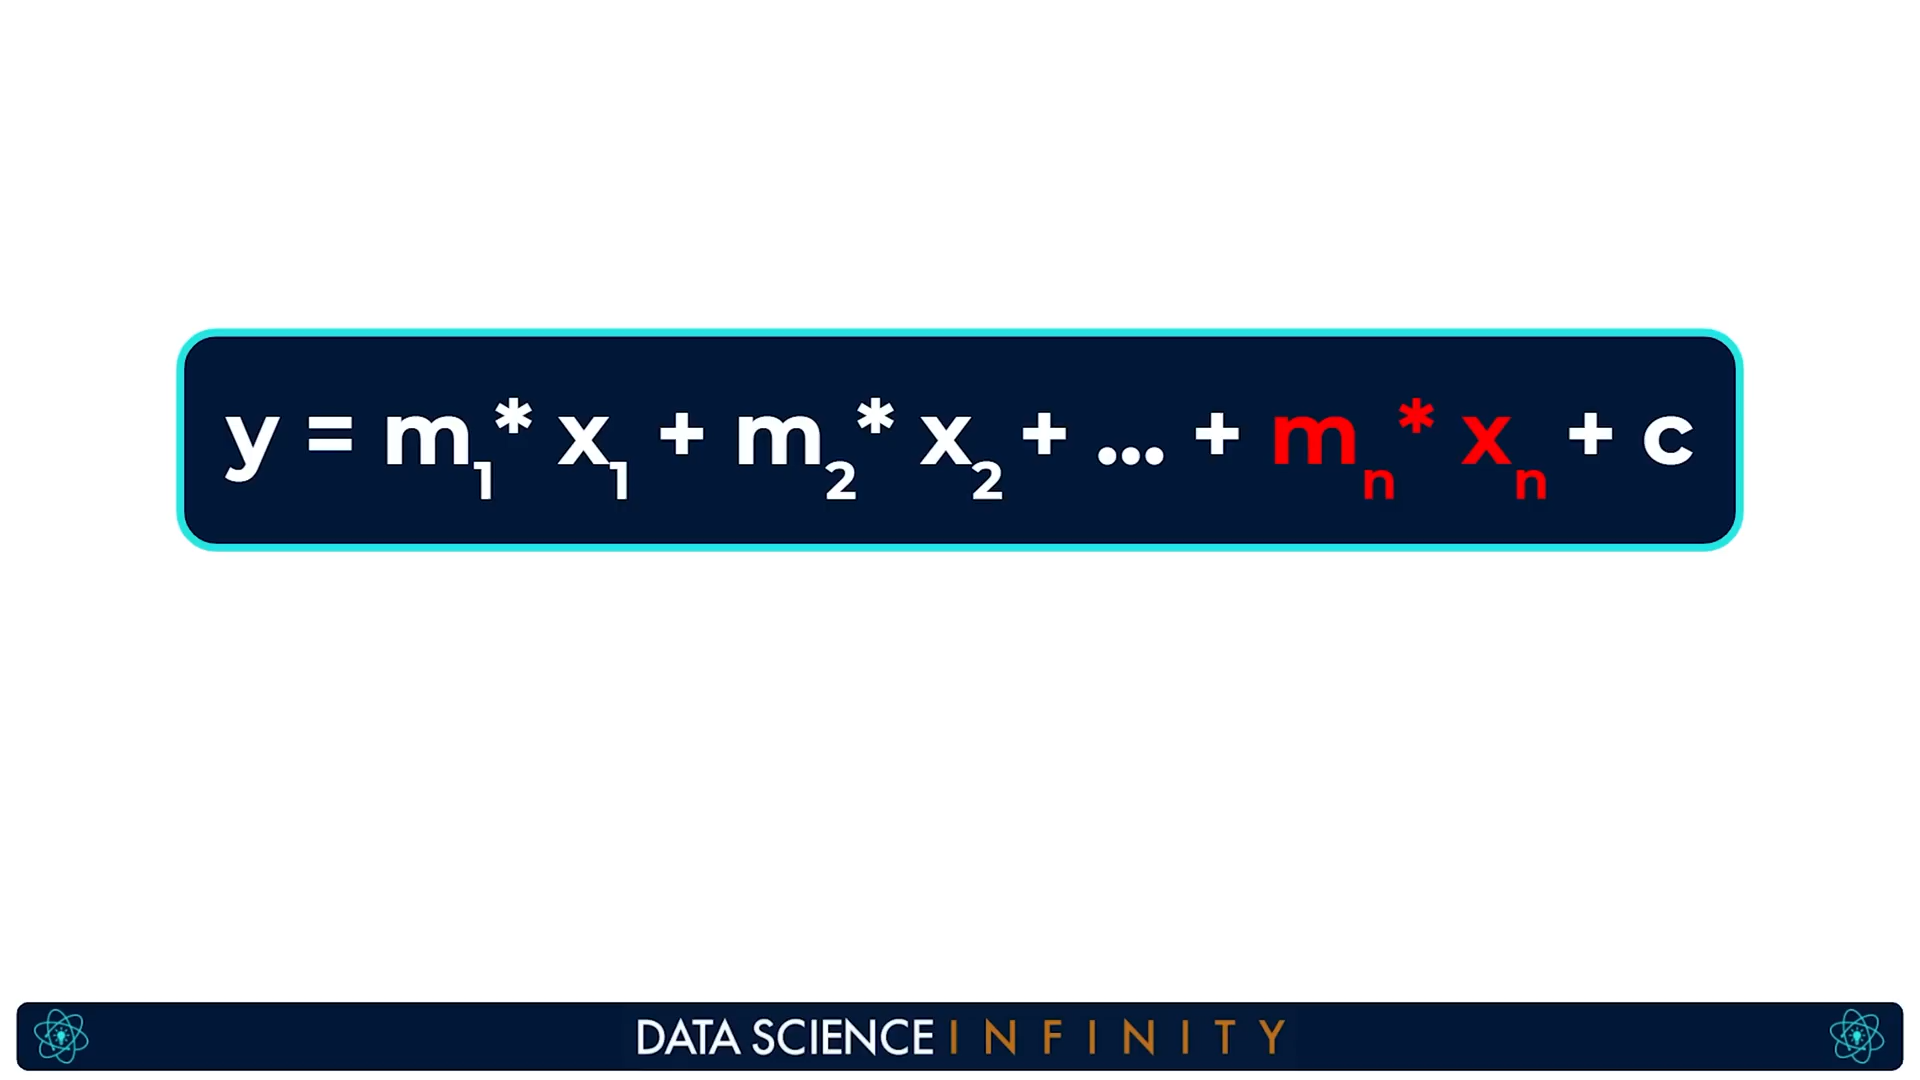 y = m₁* x₁ + m₂* x₂ + ... + mₙ* xₙ + c
DATA SCIENCE INFINITY